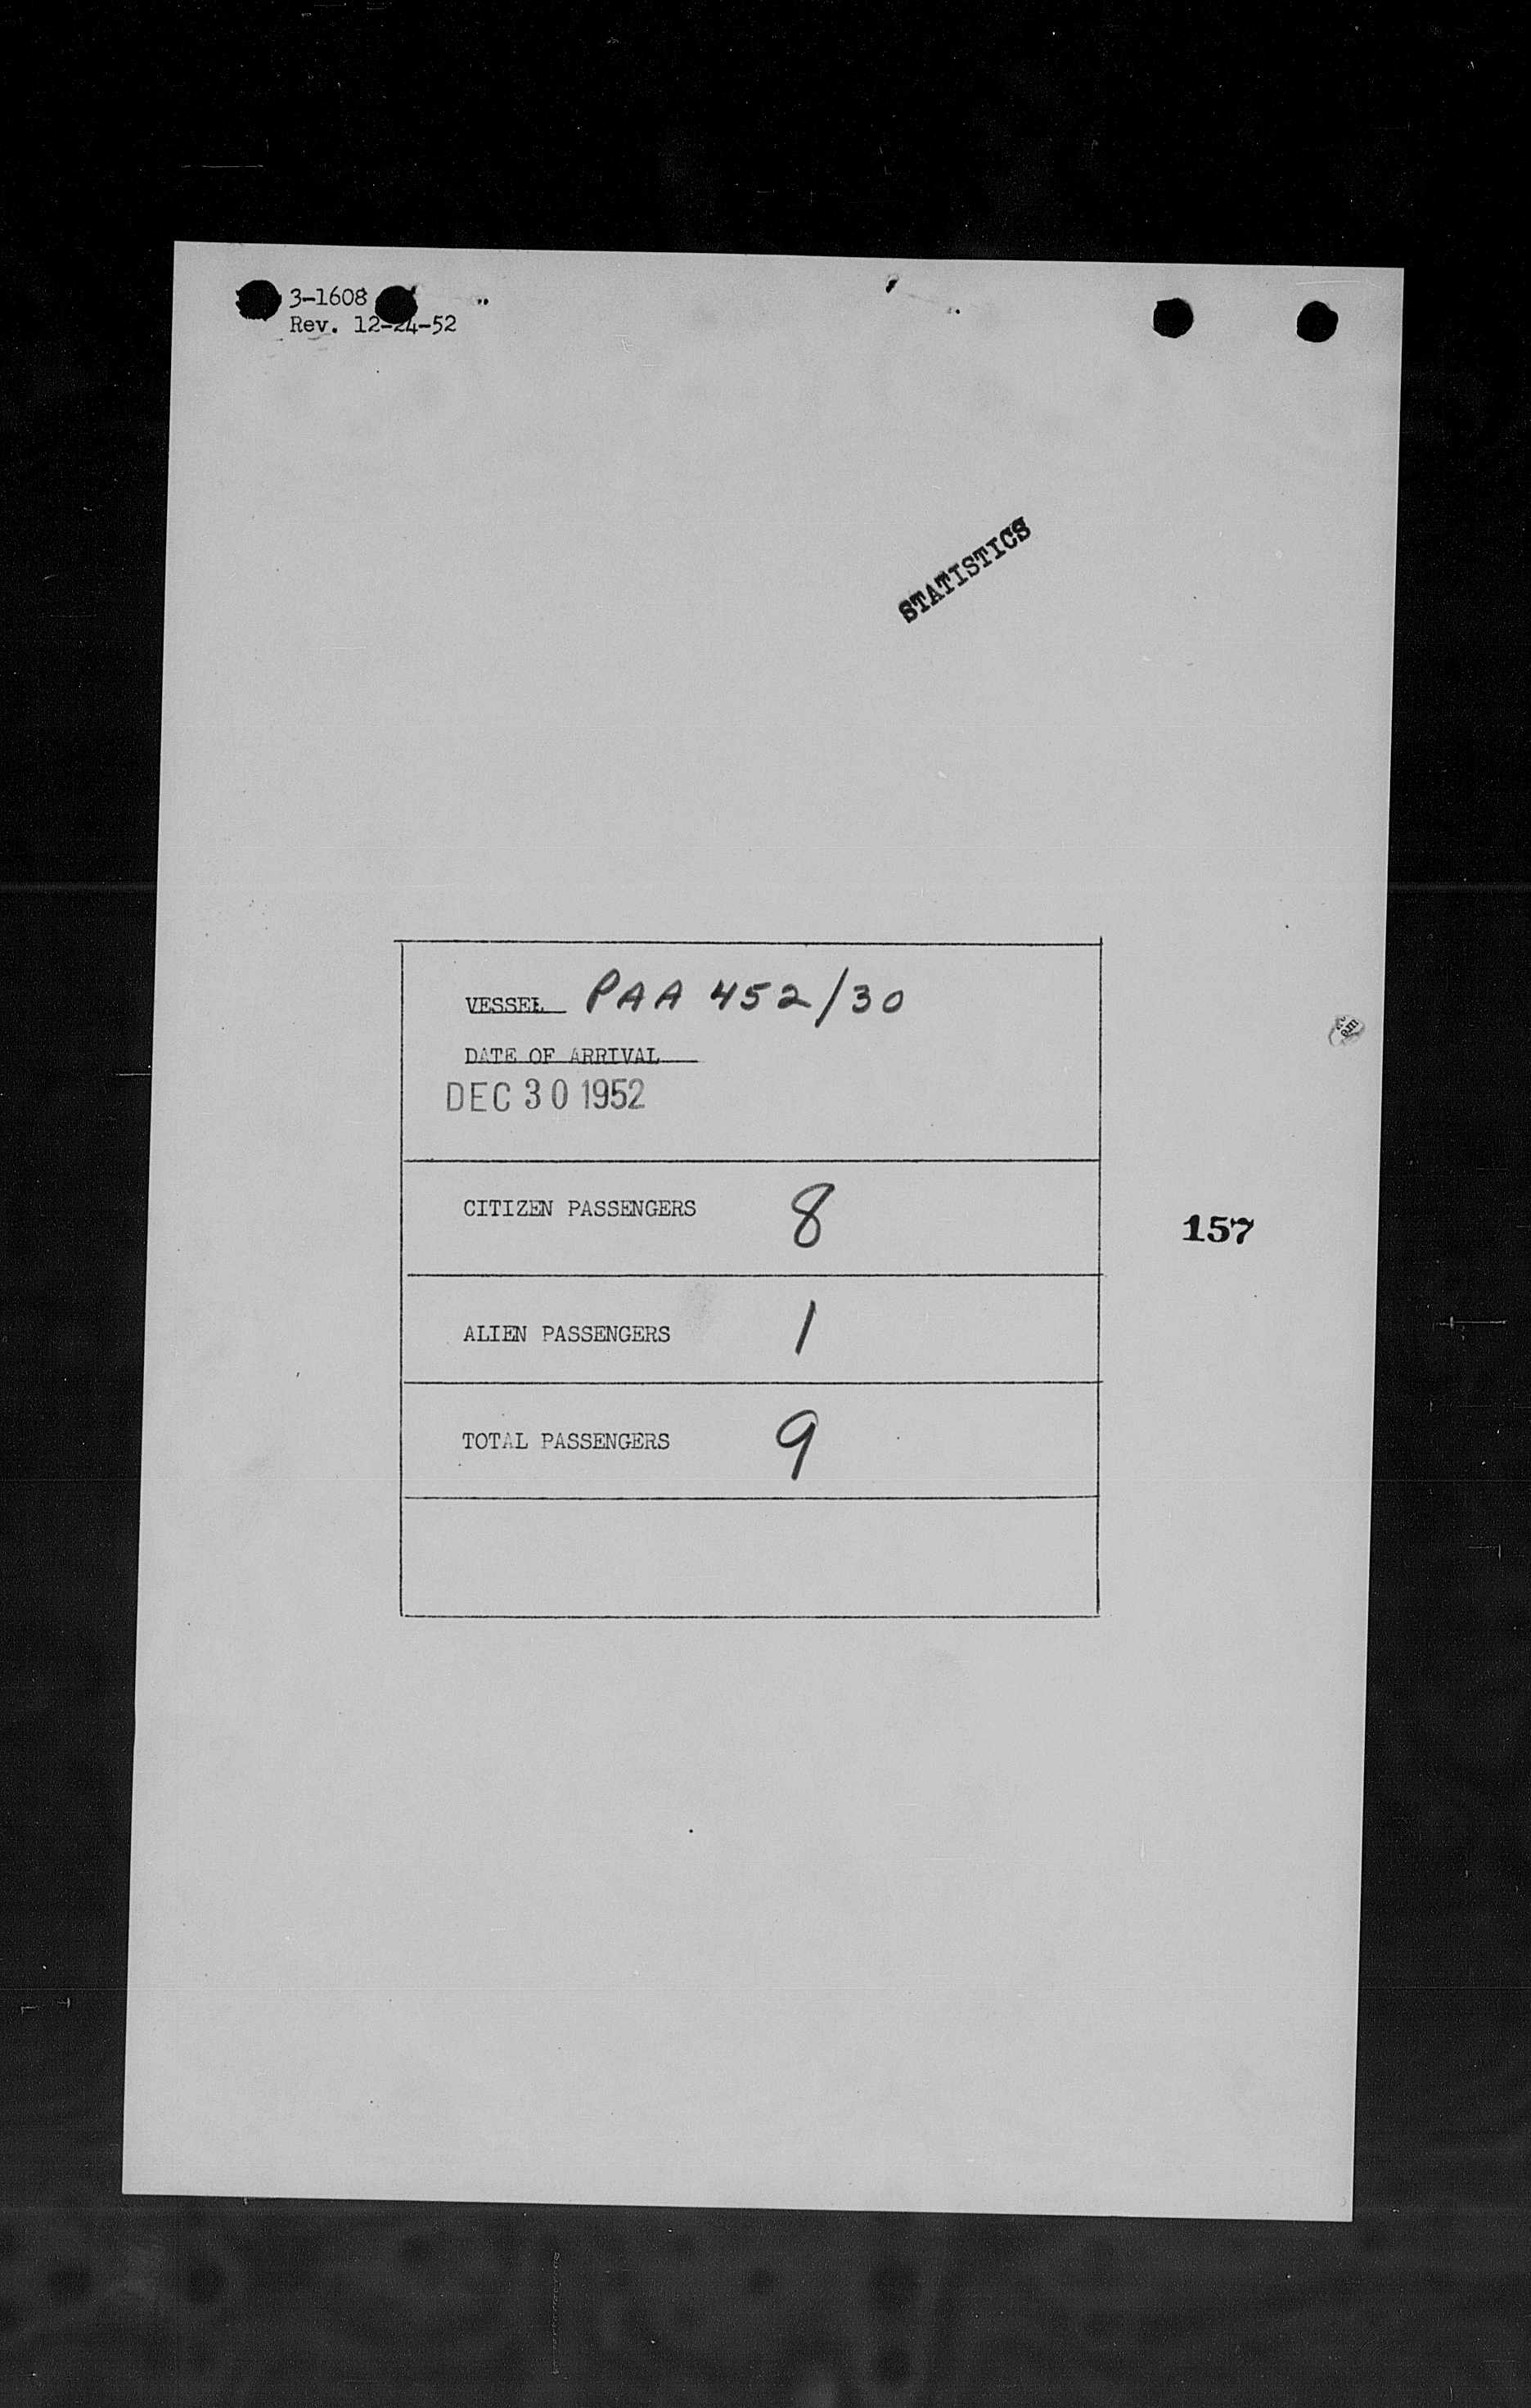 3-1608
Rev. 12-24-52
STATISTICS
VESSEL PAA 452/30
DATE OF ARRIVAL
DEC 30 1952
CITIZEN PASSENGERS 8
157
ALIEN PASSENGERS 1
TOTAL PASSENGERS 9